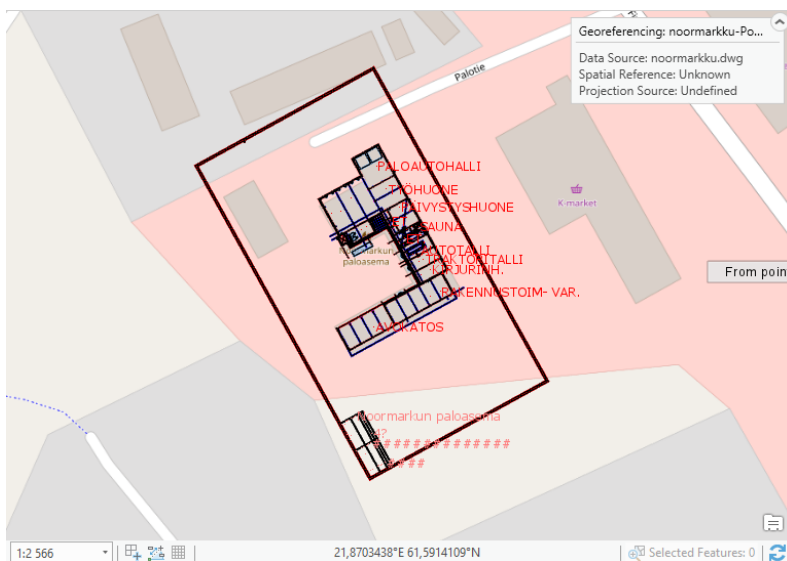 Georeferencing: noormarkku-Po...
Data Source: noormarkku.dwg
Spatial Reference: Unknown
Projection Source: Undefined
Palotie
PALOAUTOHALLI
TYÖHUONE
PÄIVYSTYSHUONE
K-market
SAUNA
AUTOTALLI
paloasema
TRAKTORITALLI
KIRJURINH.
From poin
RAKENNUSTOIM- VAR.
AVOKATOS
Noormarkun paloasema
4?
##############
####
1:2 566
21,8703438°E 61,5914109°N
Selected Features: 0